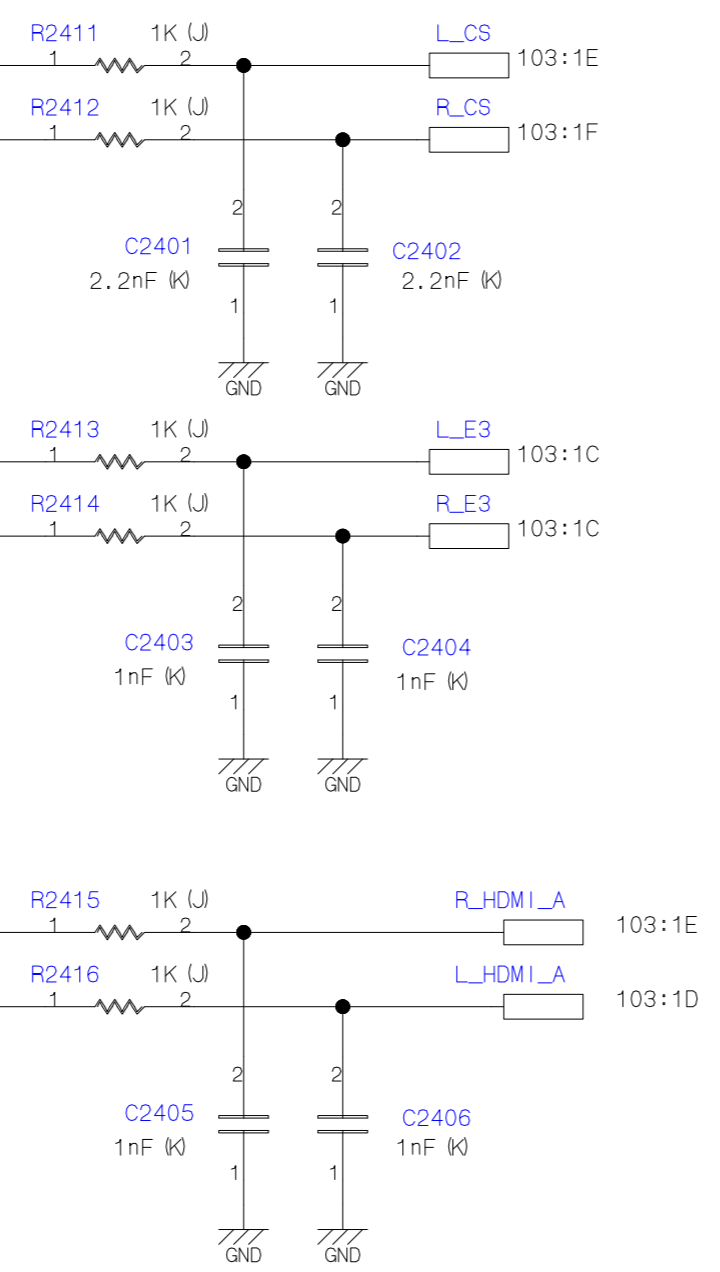 R2411 1K (J) L_CS
1 2 103:1E
R2412 1K (J) R_CS
1 2 103:1F
2 2
C2401 C2402
2.2nF (K) 2.2nF (K)
1 1
GND GND
R2413 1K (J) L_E3
1 2 103:1C
R2414 1K (J) R_E3
1 2 103:1C
2 2
C2403 C2404
1nF (K) 1nF (K)
1 1
GND GND
R2415 1K (J) R_HDMI_A
1 2 103:1E
R2416 1K (J) L_HDMI_A
1 2 103:1D
2 2
C2405 C2406
1nF (K) 1nF (K)
1 1
GND GND